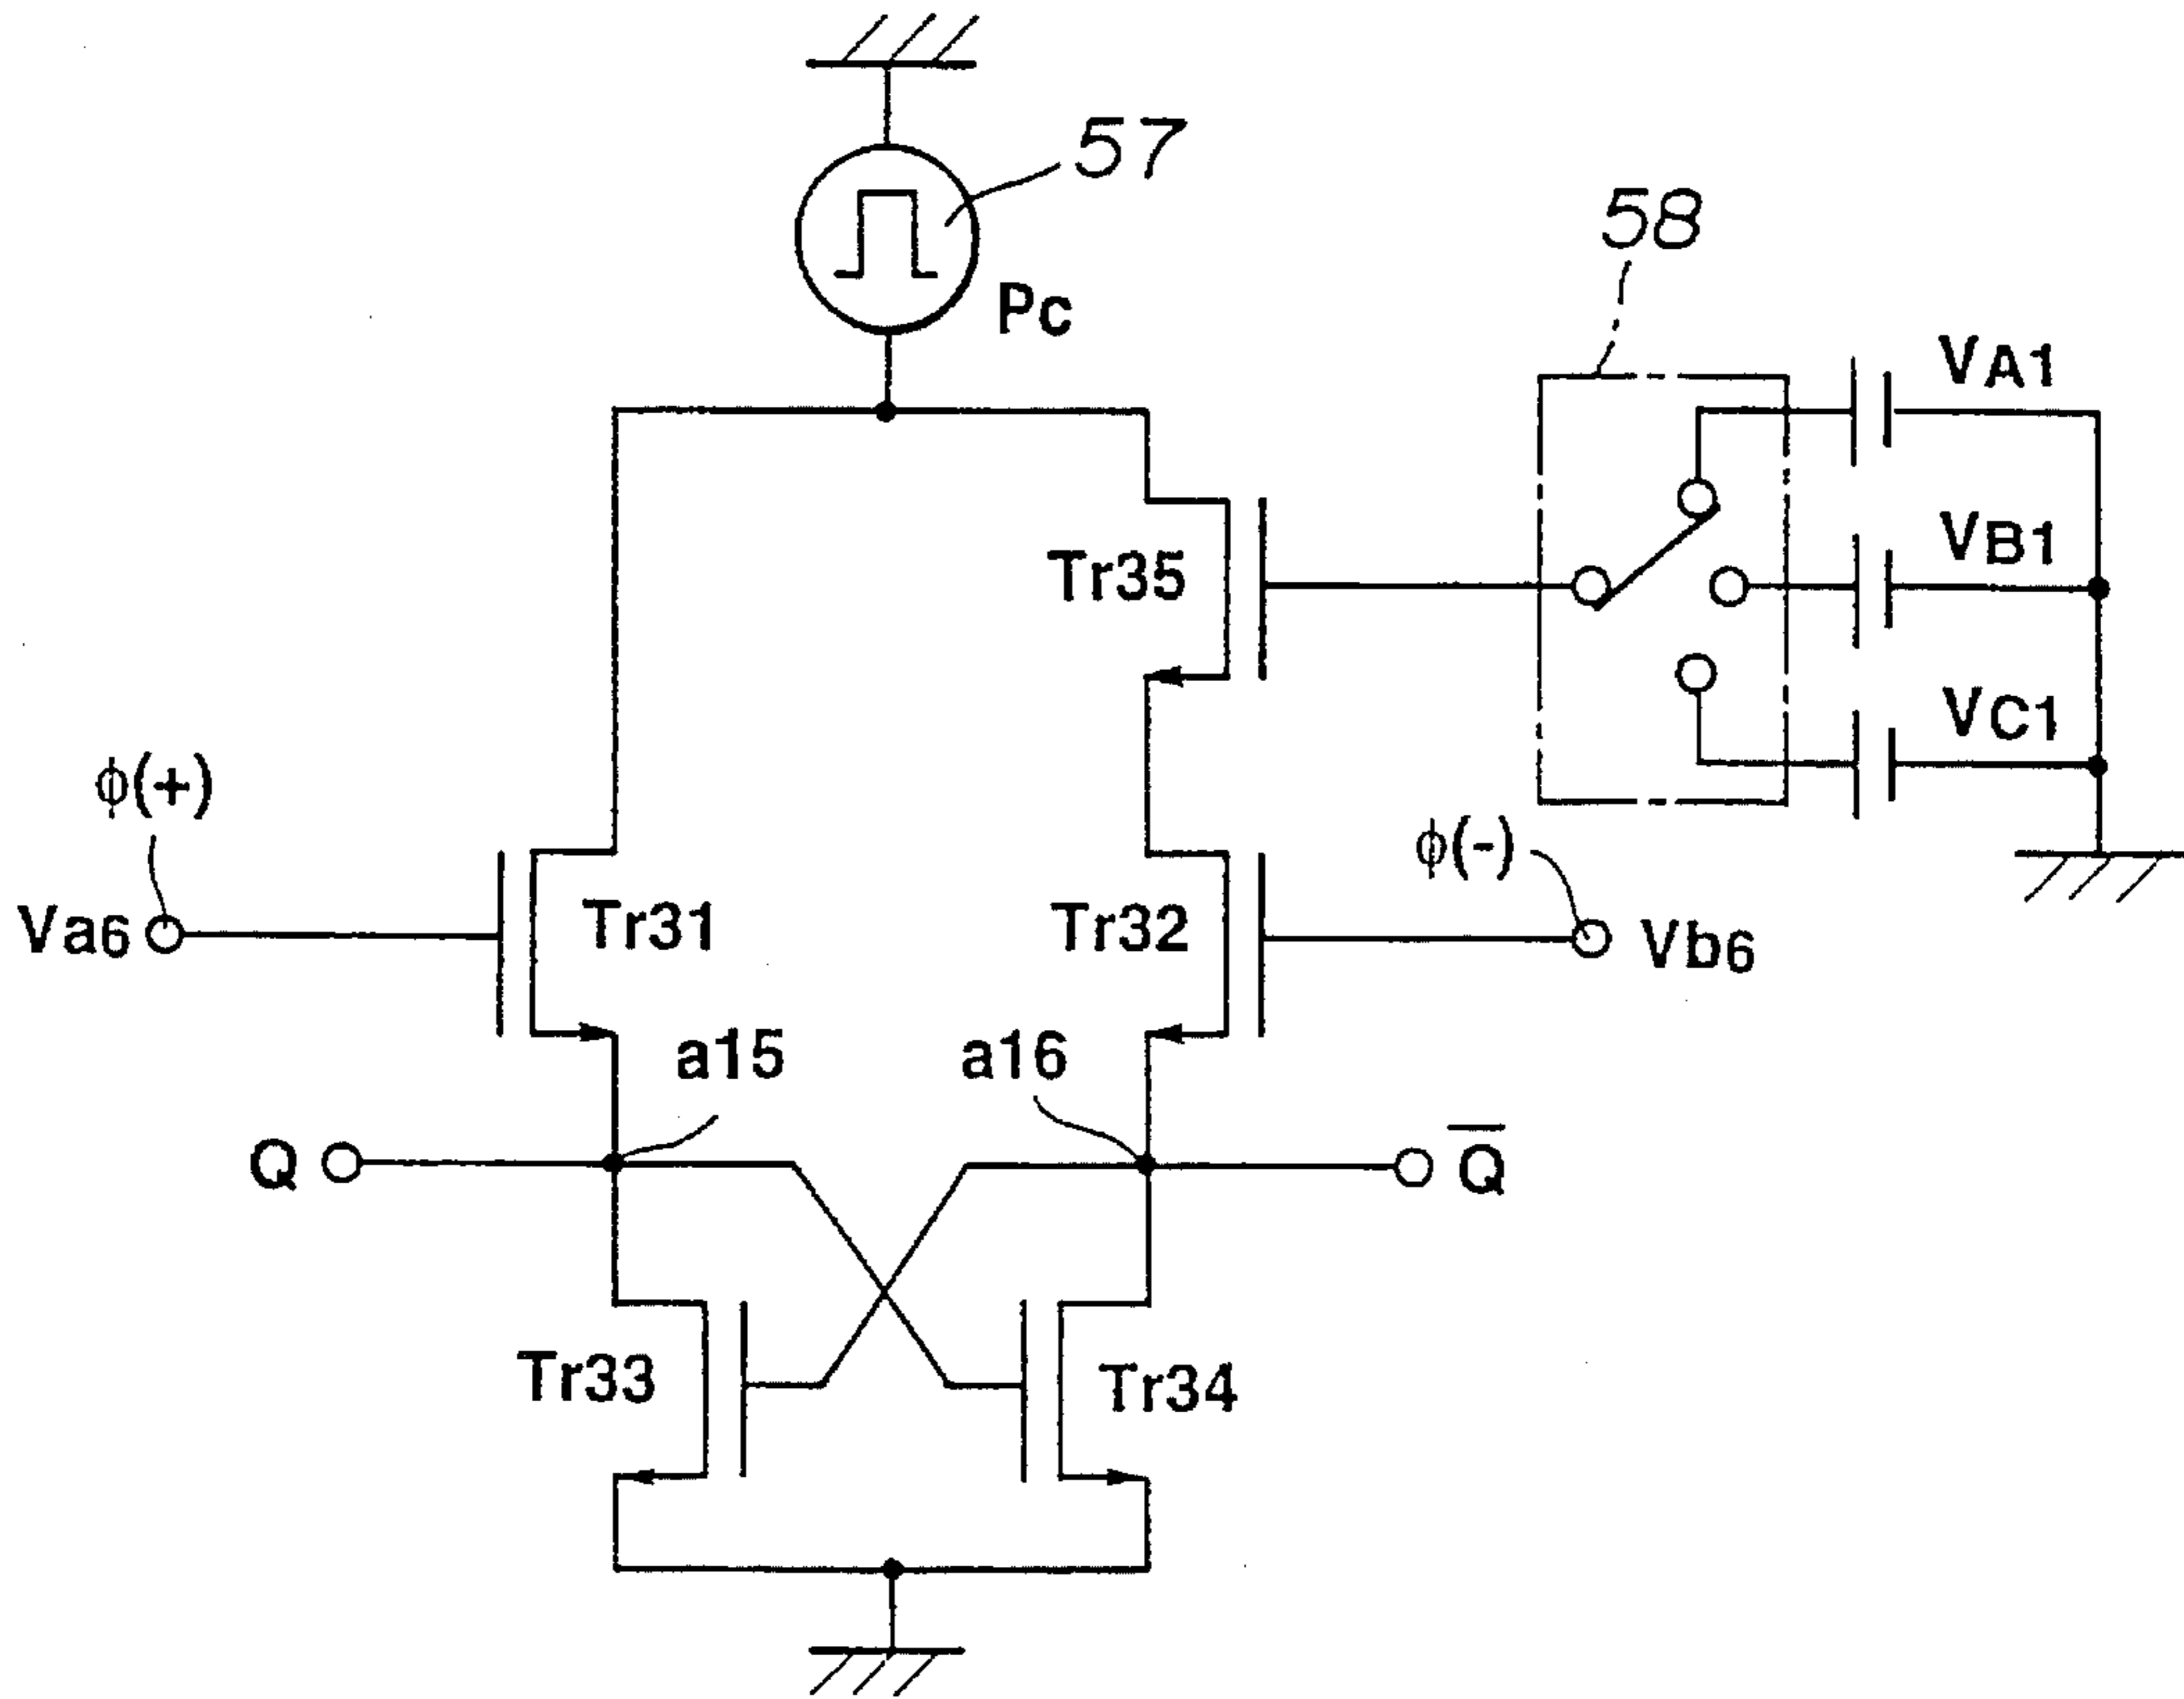 57
Pc
58
VA1
Tr35
VB1
VC1
ϕ(+)
ϕ(-)
Va6
Tr31
Tr32
Vb6
a15
a16
Q
Q̅
Tr33
Tr34